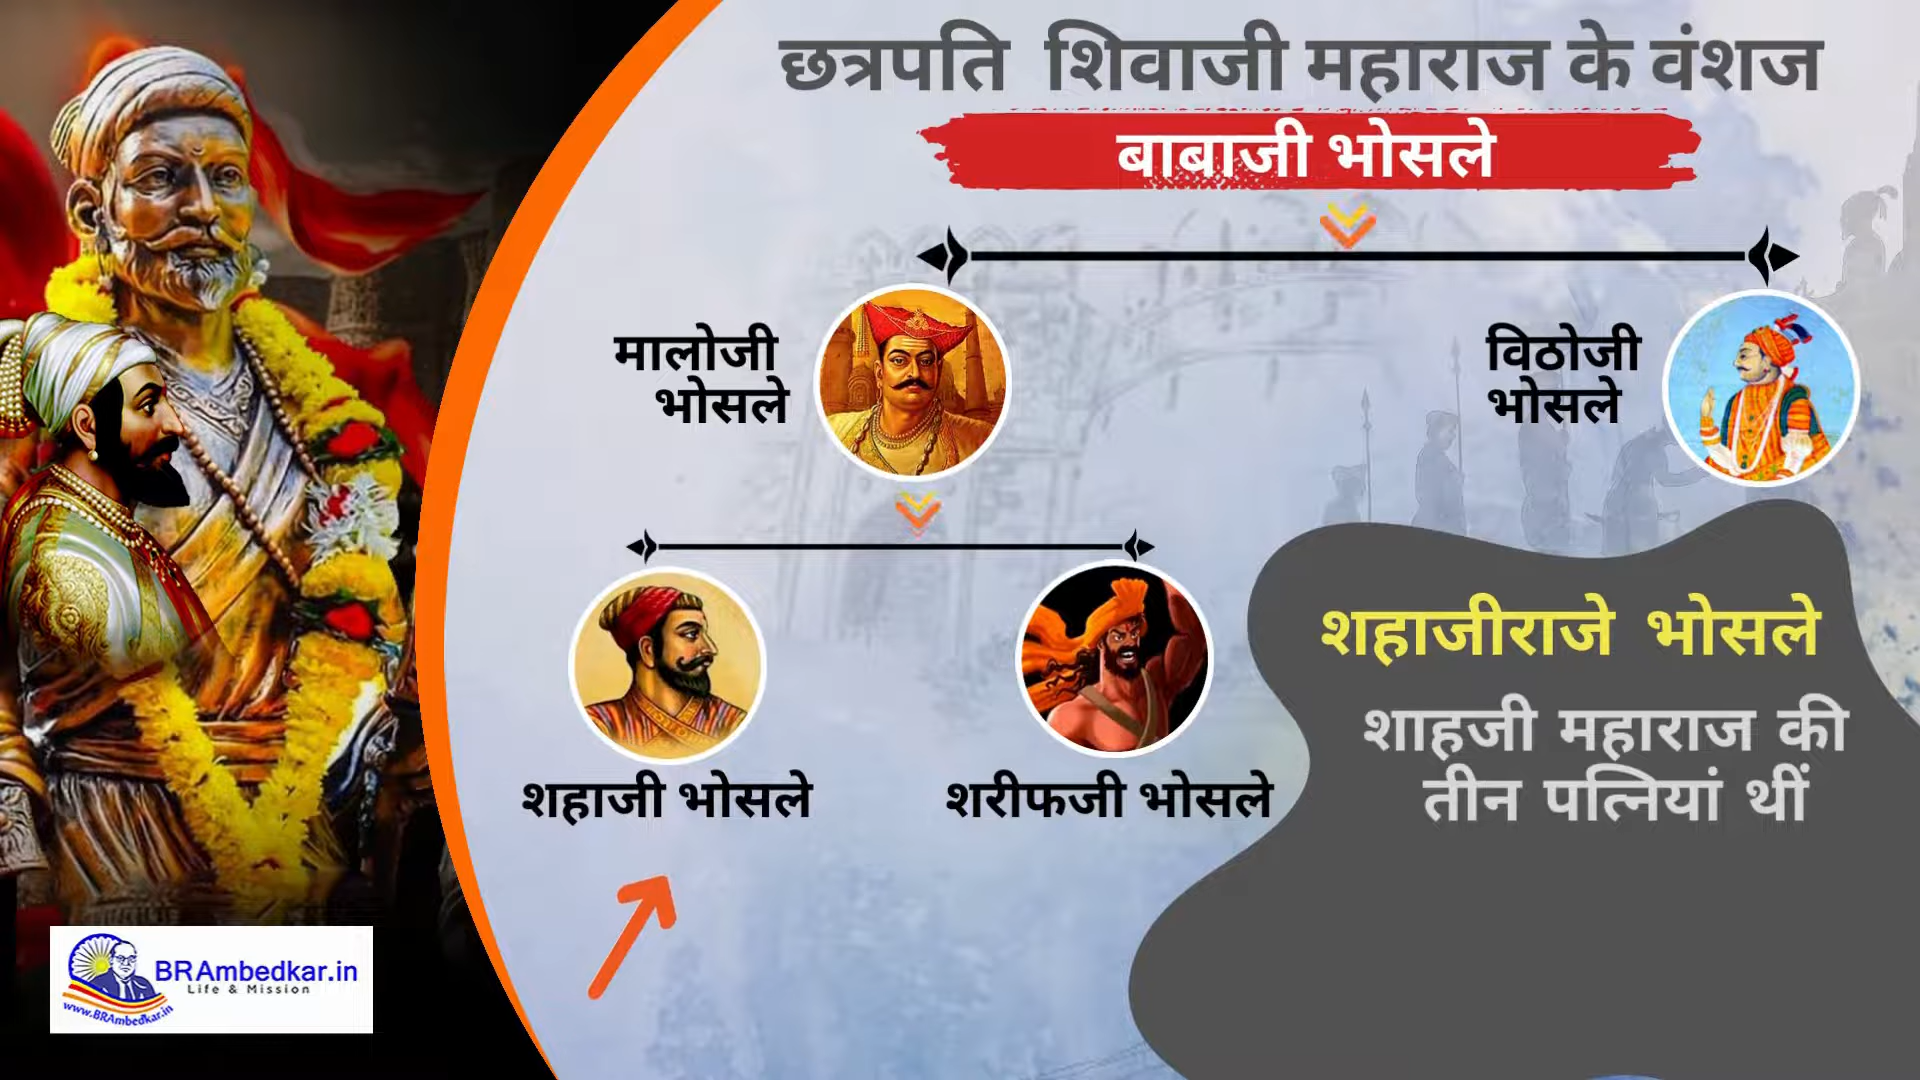 छत्रपति शिवाजी महाराज के वंशज
बाबाजी भोसले
मालोजी
भोसले
विठोजी
भोसले
शहाजी भोसले
शरीफजी भोसले
शहाजीराजे भोसले
शाहजी महाराज की
तीन पत्नियां थीं
BRAmbedkar.in
Life & Mission
www.BRAmbedkar.in